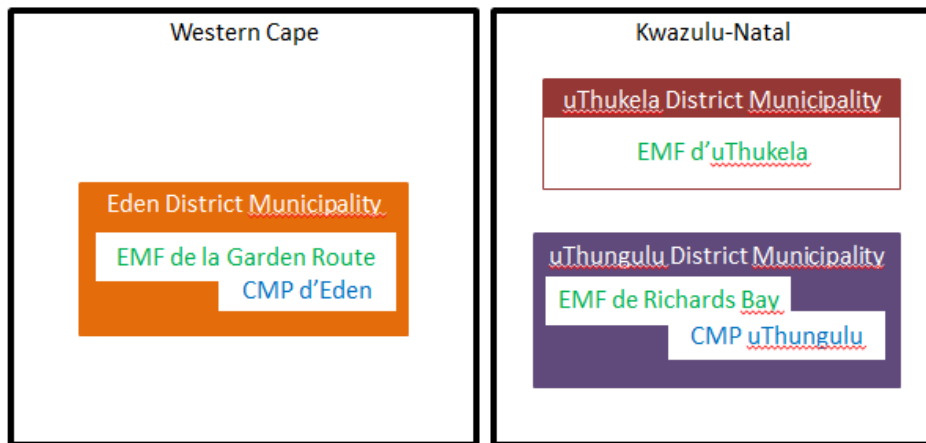 Western Cape
Eden District Municipality
EMF de la Garden Route
CMP d'Eden
Kwazulu-Natal
uThukela District Municipality
EMF d'uThukela
uThungulu District Municipality
EMF de Richards Bay
CMP uThungulu